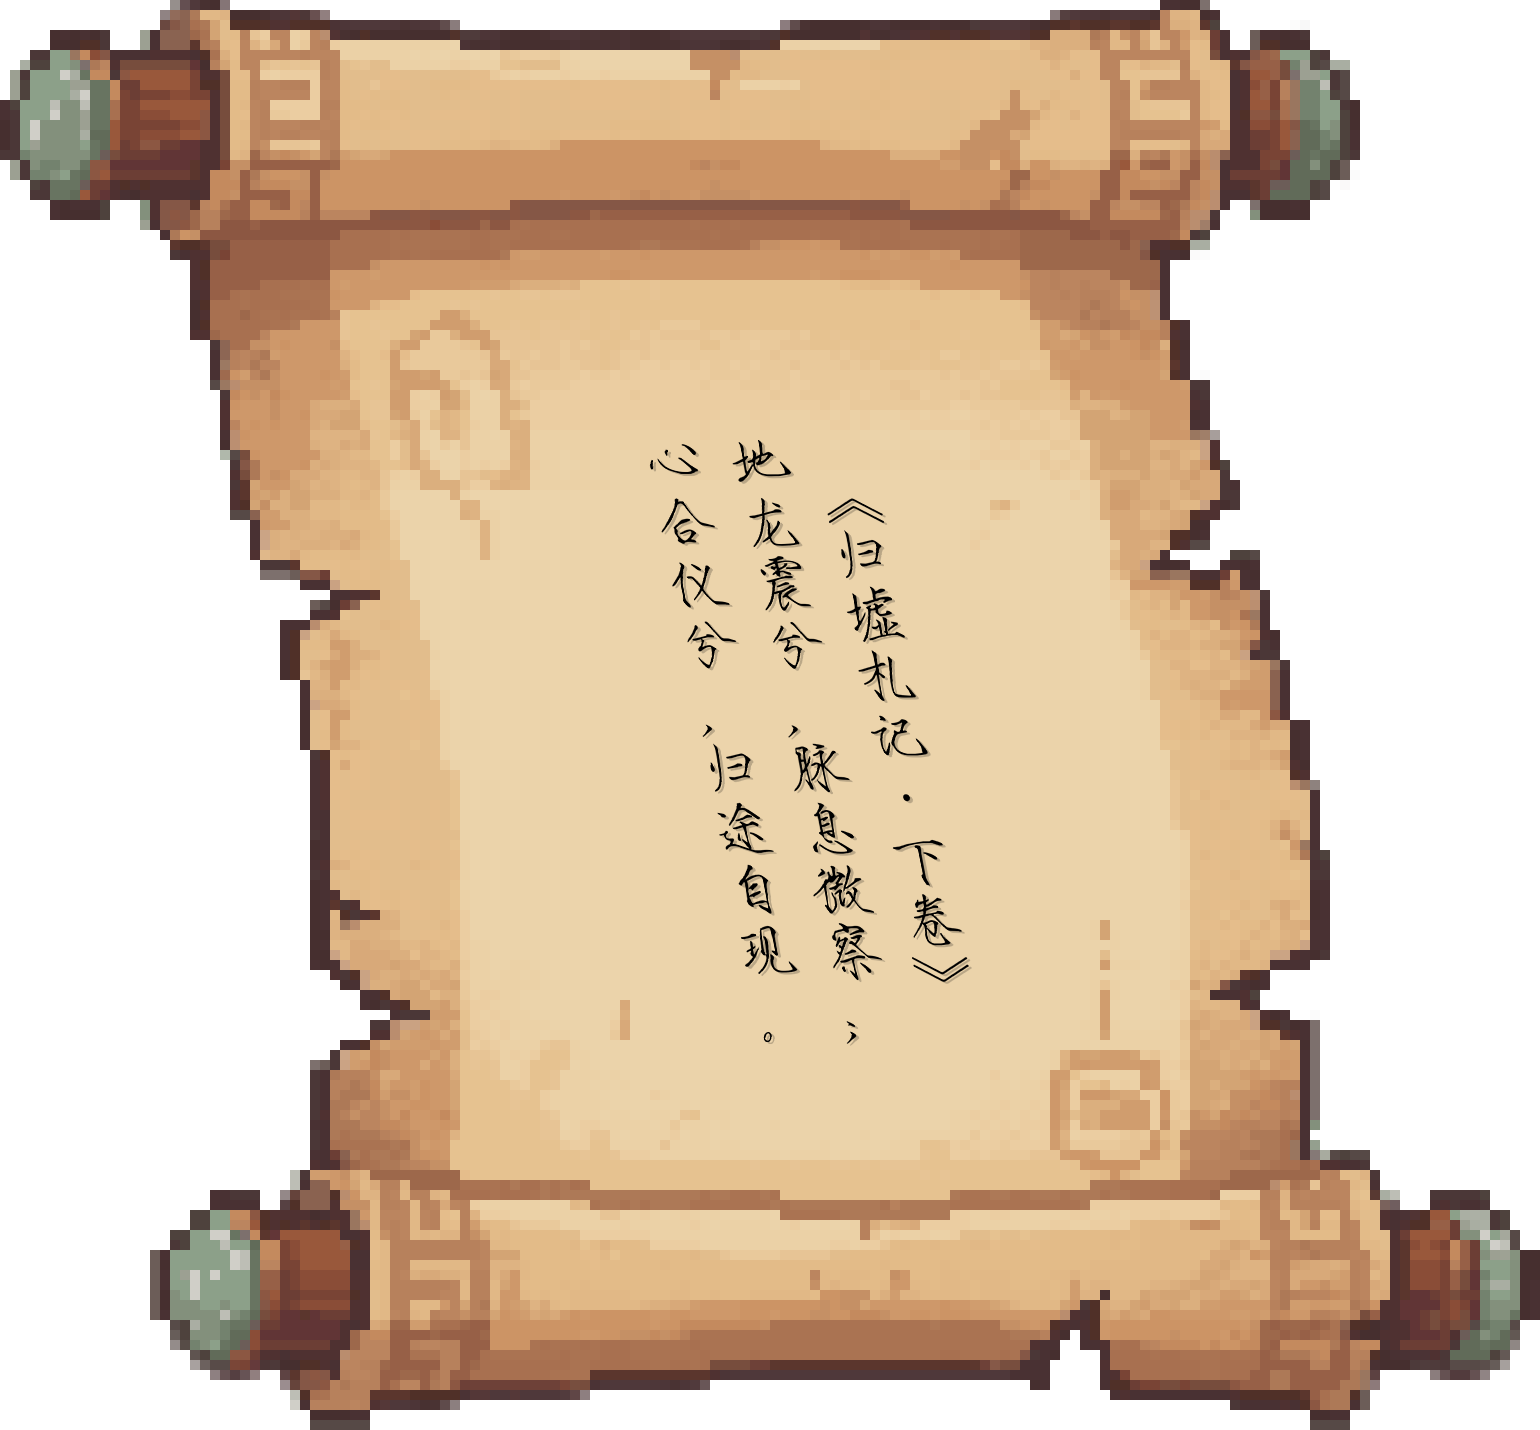 《归墟札记·下卷》
地龙震兮，脉息微察；
心合仪兮，归途自现。